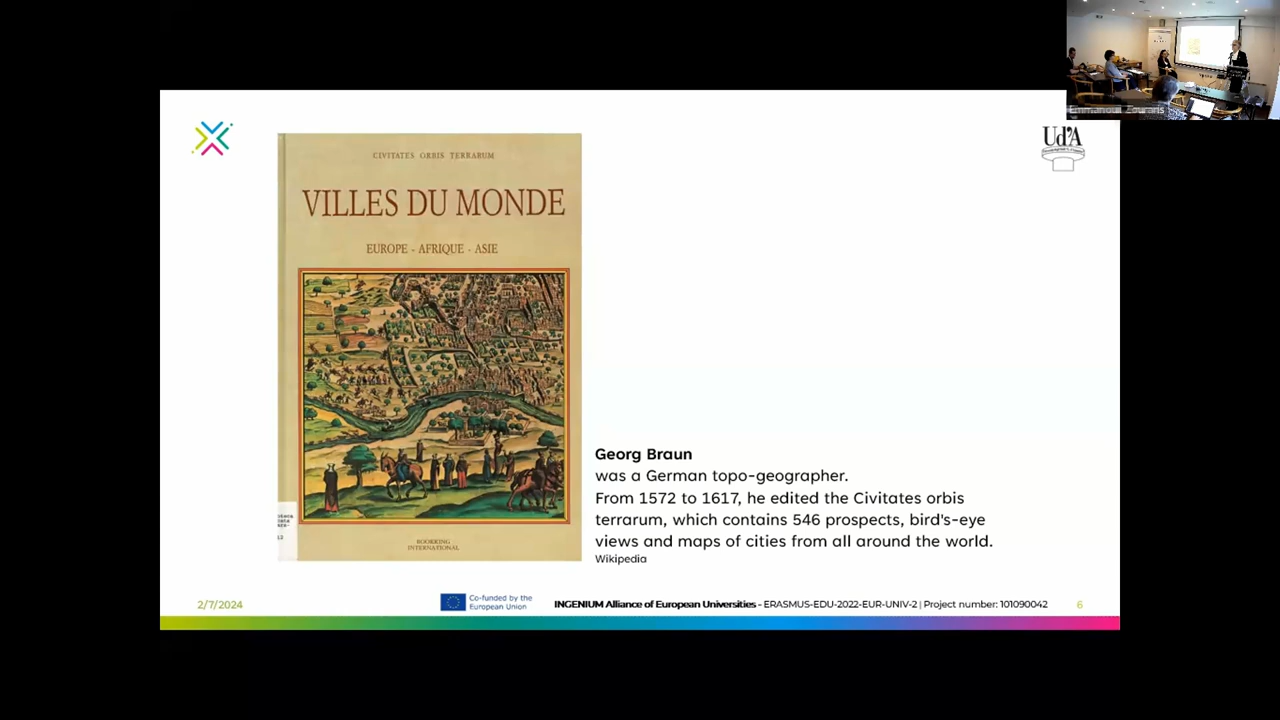 CIVITATES ORBIS TERRARUM
VILLES DU MONDE
EUROPE - AFRIQUE - ASIE
BOOKKING
INTERNATIONAL
Ud'A
Georg Braun
was a German topo-geographer.
From 1572 to 1617, he edited the Civitates orbis
terrarum, which contains 546 prospects, bird's-eye
views and maps of cities from all around the world.
Wikipedia
2/7/2024
Co-funded by the
European Union
INGENIUM Alliance of European Universities - ERASMUS-EDU-2022-EUR-UNIV-2 | Project number: 101090042
6